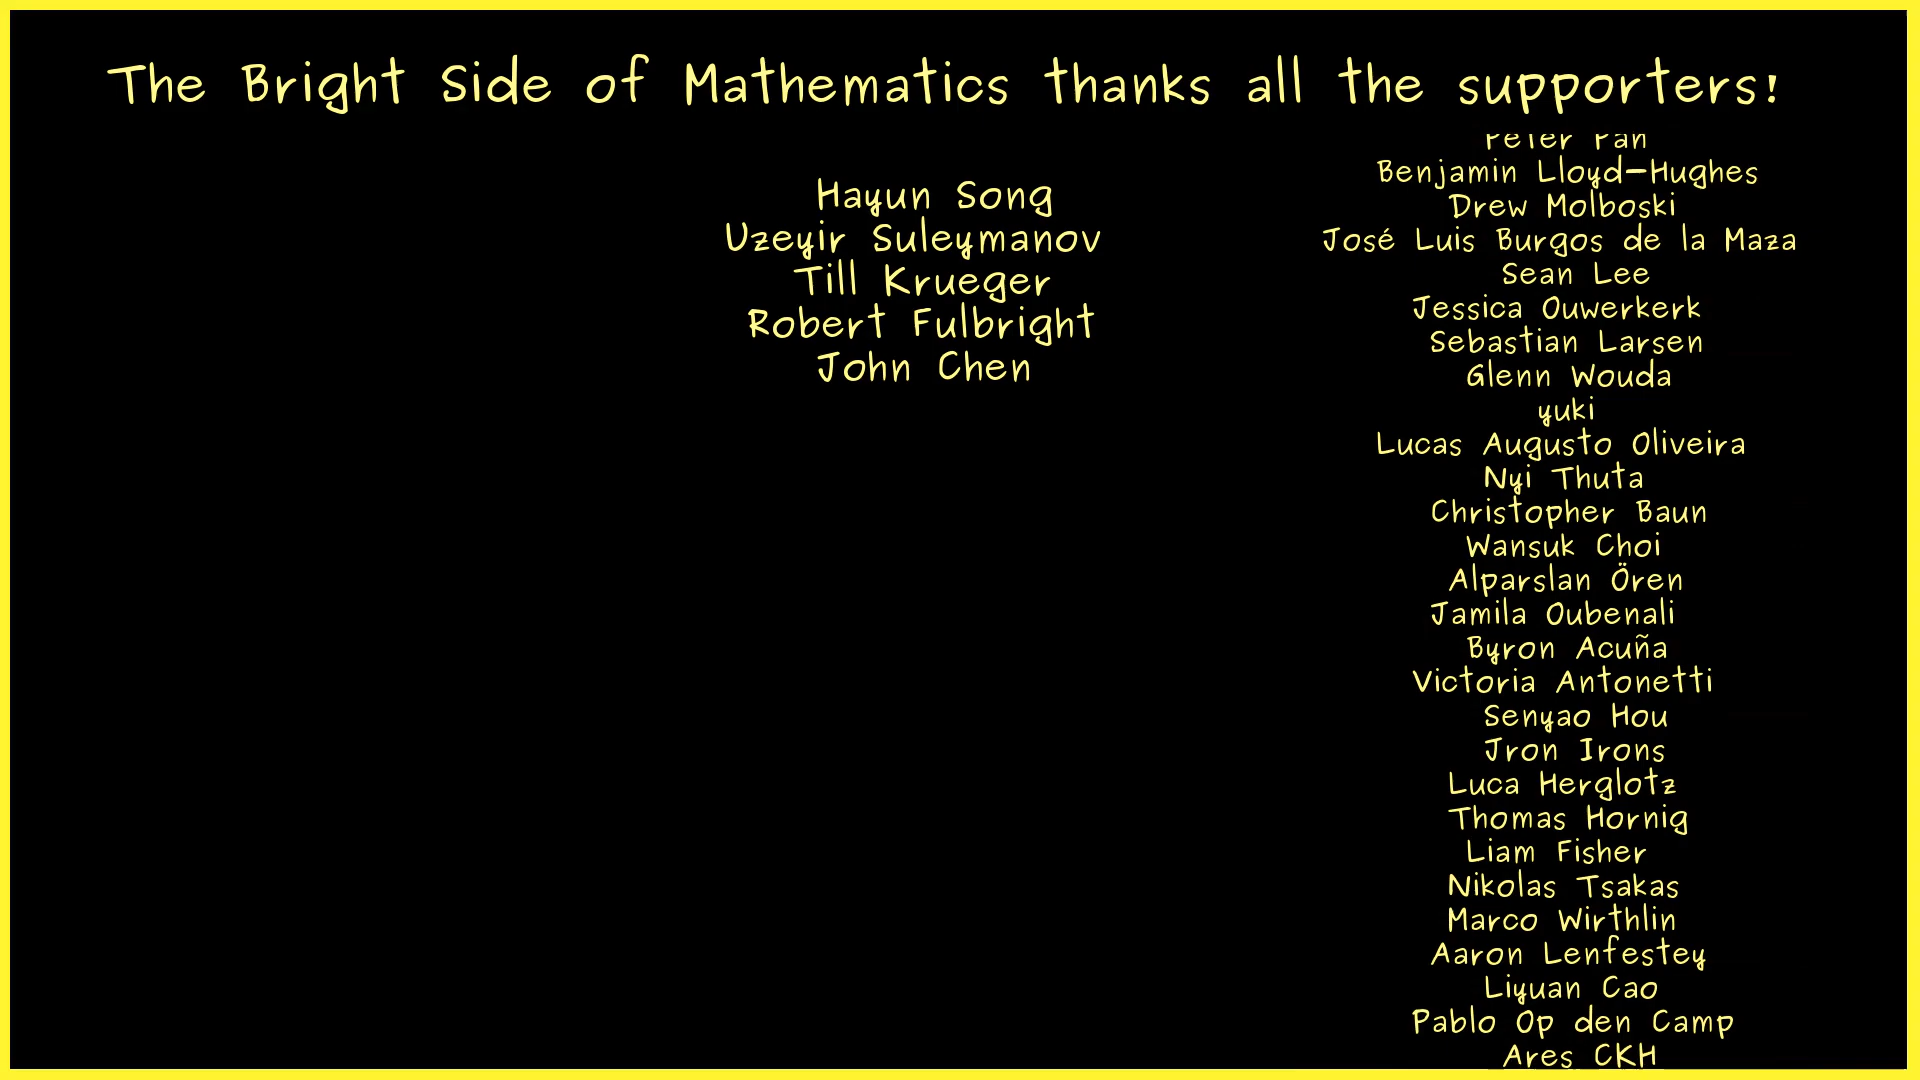 The Bright Side of Mathematics thanks all the supporters!
Hayun Song
Uzeyir Suleymanov
Till Krueger
Robert Fulbright
John Chen
Peter Pan
Benjamin Lloyd-Hughes
Drew Molboski
José Luis Burgos de la Maza
Sean Lee
Jessica Ouwerkerk
Sebastian Larsen
Glenn Wouda
yuki
Lucas Augusto Oliveira
Nyi Thuta
Christopher Baun
Wansuk Choi
Alparslan Ören
Jamila Oubenali
Byron Acuña
Victoria Antonetti
Senyao Hou
Jron Irons
Luca Herglotz
Thomas Hornig
Liam Fisher
Nikolas Tsakas
Marco Wirthlin
Aaron Lenfestey
Liyuan Cao
Pablo Op den Camp
Ares CKH